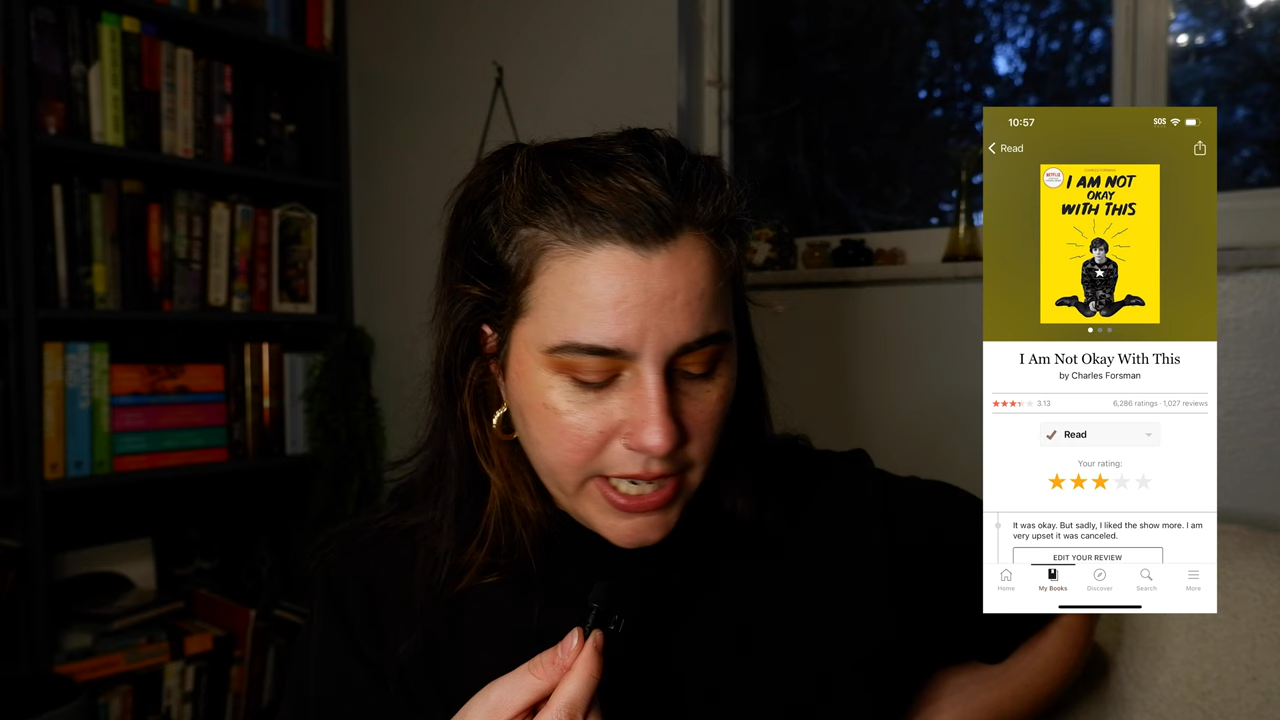 10:57
SOS
Read
NETFLIX
CHARLES FORSMAN
I AM NOT
OKAY
WITH THIS
I Am Not Okay With This
by Charles Forsman
3.13
6,286 ratings · 1,027 reviews
Read
Your rating:
It was okay. But sadly, I liked the show more. I am
very upset it was canceled.
EDIT YOUR REVIEW
Home
My Books
Discover
Search
More